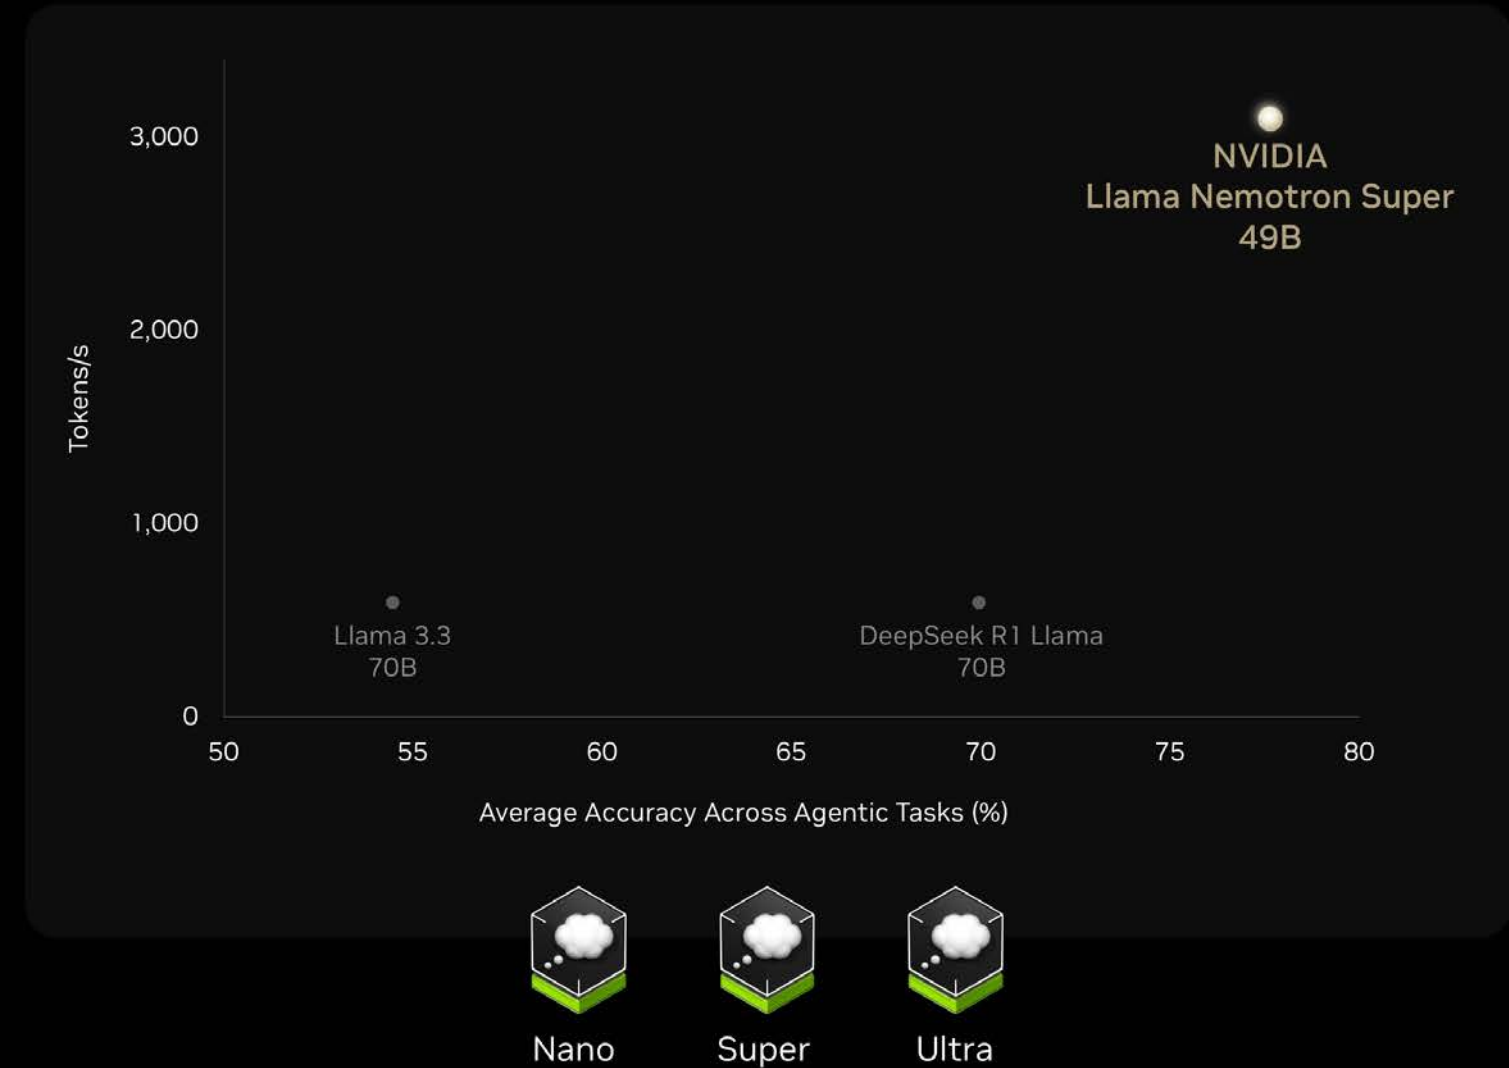 3,000
NVIDIA
Llama Nemotron Super
49B
2,000
Tokens/s
1,000
Llama 3.3
70B
DeepSeek R1 Llama
70B
0
50 55 60 65 70 75 80
Average Accuracy Across Agentic Tasks (%)
Nano Super Ultra